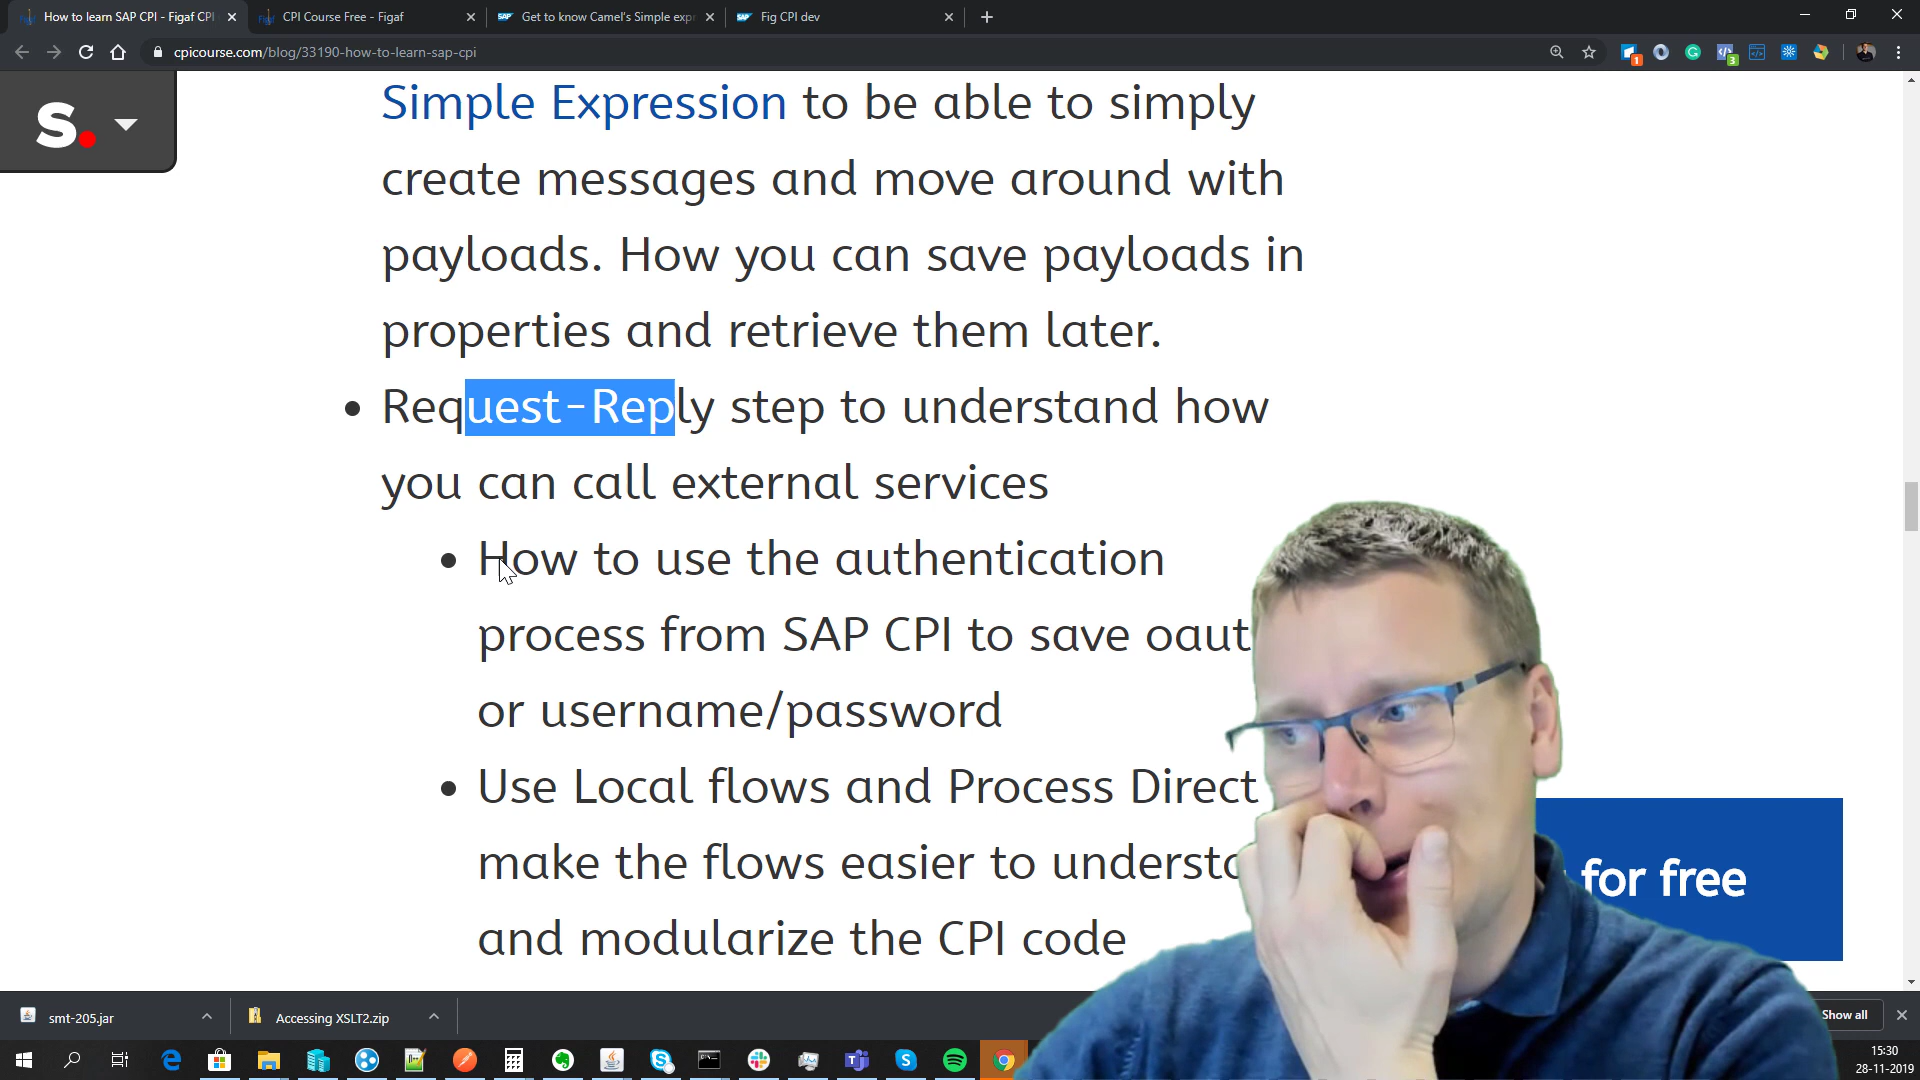 How to learn SAP CPI - Figaf CPI
CPI Course Free - Figaf
Get to know Camel's Simple expr
Fig CPI dev
cpicourse.com/blog/33190-how-to-learn-sap-cpi
S.
Simple Expression to be able to simply
create messages and move around with
payloads. How you can save payloads in
properties and retrieve them later.
Request-Reply step to understand how
you can call external services
How to use the authentication
process from SAP CPI to save oaut
or username/password
Use Local flows and Process Direct
make the flows easier to understa
and modularize the CPI code
for free
smt-205.jar
Accessing XSLT2.zip
Show all
15:30
28-11-2019